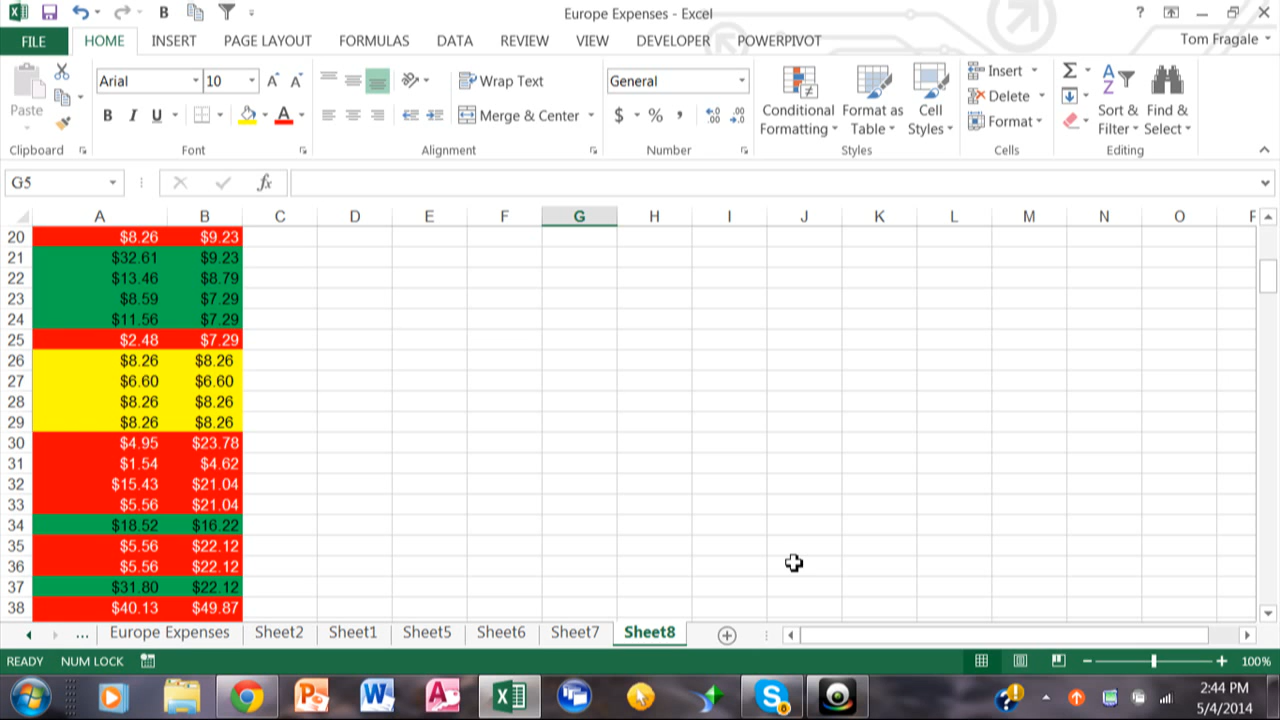 Europe Expenses - Excel
?
FILE HOME INSERT PAGE LAYOUT FORMULAS DATA REVIEW VIEW DEVELOPER POWERPIVOT Tom Fragale
Paste
Clipboard
Arial 10
B I U
Font
Wrap Text
Merge & Center
Alignment
General
$ % ,
Number
Conditional Formatting
Format as Table
Cell Styles
Styles
Insert
Delete
Format
Cells
Sort & Filter
Find & Select
Editing
G5
fx
A B C D E F G H I J K L M N O
20 $8.26 $9.23
21 $32.61 $9.23
22 $13.46 $8.79
23 $8.59 $7.29
24 $11.56 $7.29
25 $2.48 $7.29
26 $8.26 $8.26
27 $6.60 $6.60
28 $8.26 $8.26
29 $8.26 $8.26
30 $4.95 $23.78
31 $1.54 $4.62
32 $15.43 $21.04
33 $5.56 $21.04
34 $18.52 $16.22
35 $5.56 $22.12
36 $5.56 $22.12
37 $31.80 $22.12
38 $40.13 $49.87
... Europe Expenses Sheet2 Sheet1 Sheet5 Sheet6 Sheet7 Sheet8
READY NUM LOCK 100%
2:44 PM
5/4/2014